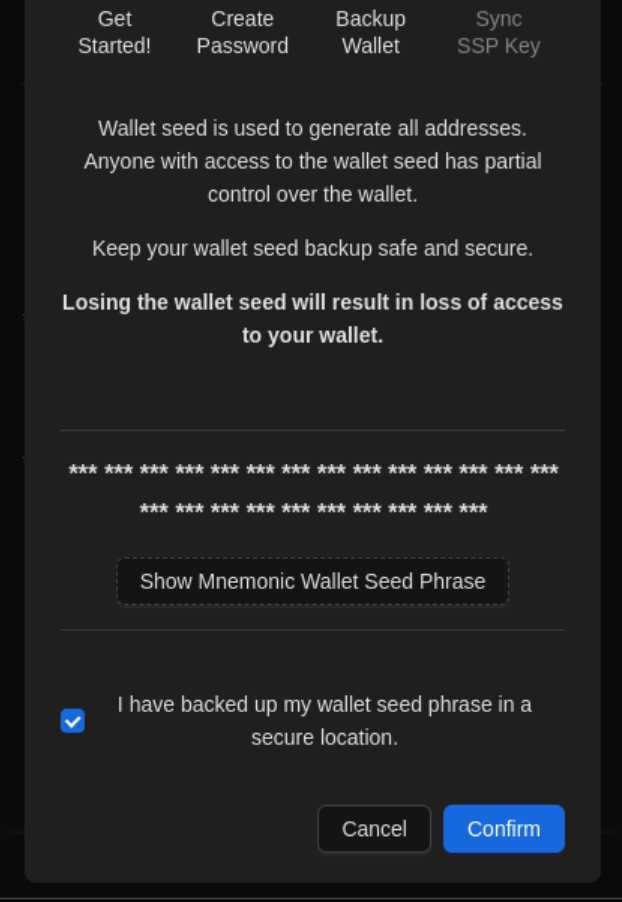 Get
Started!
Create
Password
Backup
Wallet
Sync
SSP Key
Wallet seed is used to generate all addresses.
Anyone with access to the wallet seed has partial
control over the wallet.
Keep your wallet seed backup safe and secure.
Losing the wallet seed will result in loss of access
to your wallet.
*** *** *** *** *** *** *** *** *** *** *** *** *** ***
*** *** *** *** *** *** *** *** *** ***
Show Mnemonic Wallet Seed Phrase
I have backed up my wallet seed phrase in a
secure location.
Cancel
Confirm